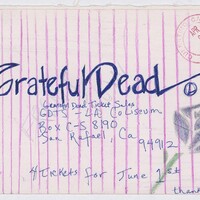 Grateful Dead
Grateful Dead Ticket Sales
GDTS - LA Coliseum
Box C-S 8190
San Rafael, Ca
94912
4 Tickets for June 1st
thank